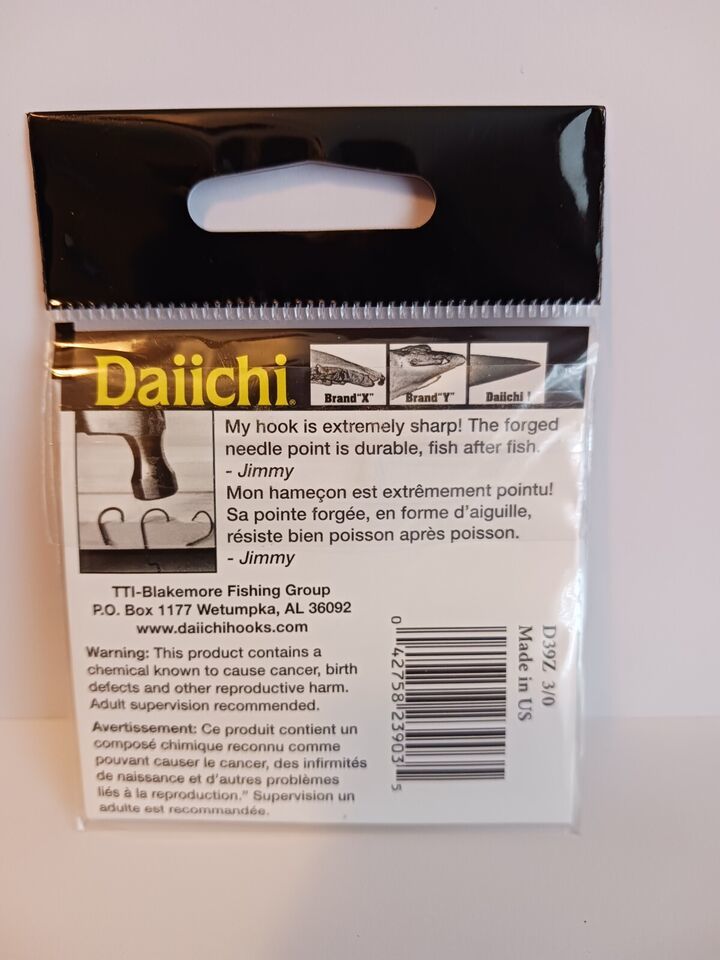 Daiichi®
Brand "X"
Brand "Y"
Daiichi !
My hook is extremely sharp! The forged
needle point is durable, fish after fish.
- Jimmy
Mon hameçon est extrêmement pointu!
Sa pointe forgée, en forme d'aiguille,
résiste bien poisson après poisson.
- Jimmy
TTI-Blakemore Fishing Group
P.O. Box 1177 Wetumpka, AL 36092
www.daiichihooks.com
Warning: This product contains a
chemical known to cause cancer, birth
defects and other reproductive harm.
Adult supervision recommended.
Avertissement: Ce produit contient un
composé chimique reconnu comme
pouvant causer le cancer, des infirmités
de naissance et d'autres problèmes
liés à la reproduction." Supervision un
adulte est recommandée.
0 42758 23903 5
D39Z 3/0
Made in US